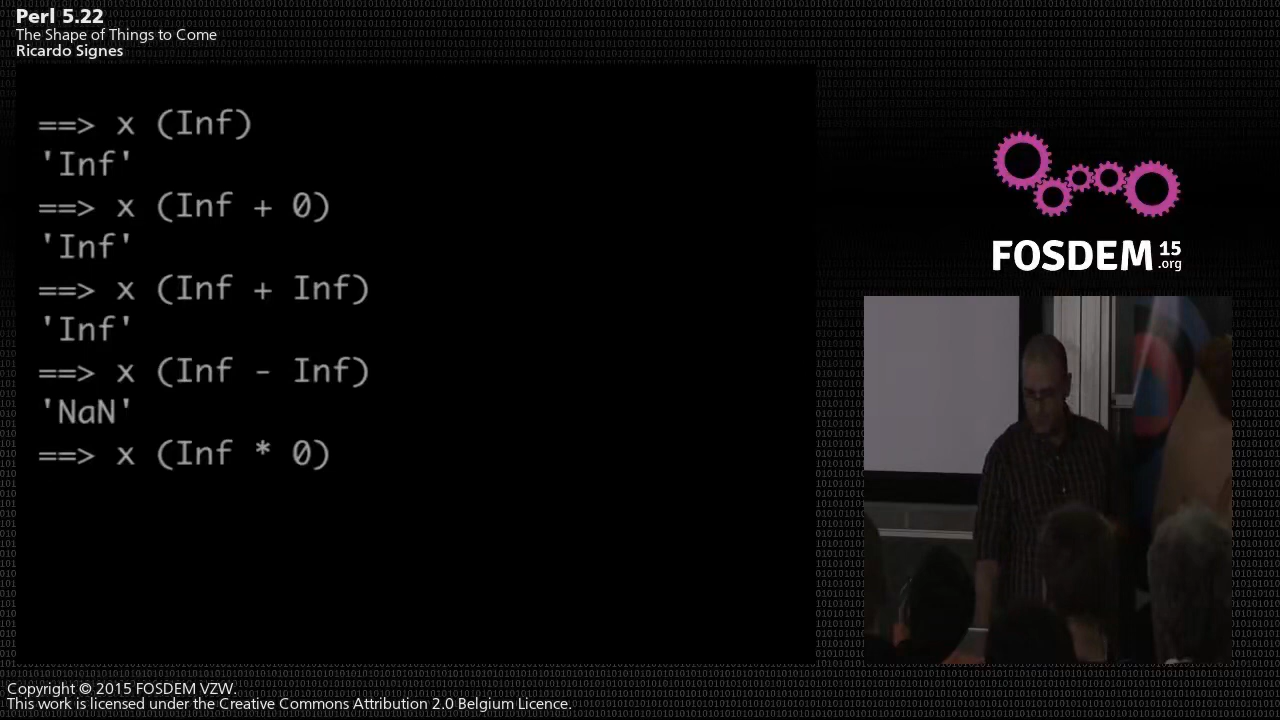 Perl 5.22
The Shape of Things to Come
Ricardo Signes
==> x (Inf)
'Inf'
==> x (Inf + 0)
'Inf'
==> x (Inf + Inf)
'Inf'
==> x (Inf - Inf)
'NaN'
==> x (Inf * 0)
FOSDEM 15
.org
Copyright © 2015 FOSDEM VZW.
This work is licensed under the Creative Commons Attribution 2.0 Belgium Licence.